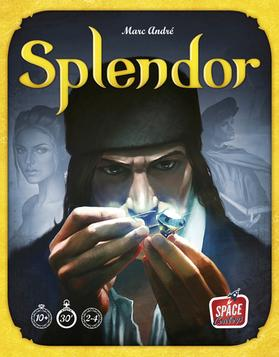 Marc André
Splendor
10+
30'
2-4
SPACE
Cowboys